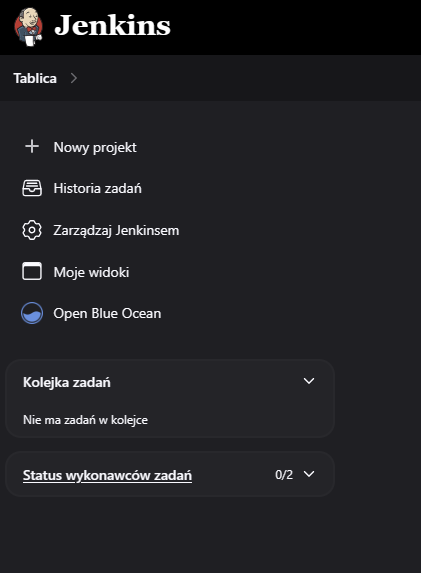 Jenkins
Tablica
Nowy projekt
Historia zadań
Zarządzaj Jenkinsem
Moje widoki
Open Blue Ocean
Kolejka zadań
Nie ma zadań w kolejce
Status wykonawców zadań 0/2